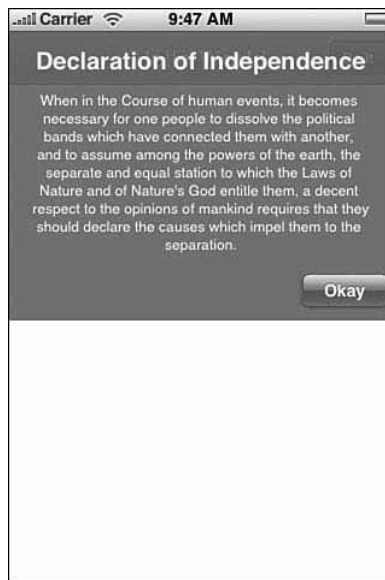 Carrier 9:47 AM
Declaration of Independence
When in the Course of human events, it becomes
necessary for one people to dissolve the political
bands which have connected them with another,
and to assume among the powers of the earth, the
separate and equal station to which the Laws of
Nature and of Nature's God entitle them, a decent
respect to the opinions of mankind requires that they
should declare the causes which impel them to the
separation.
Okay